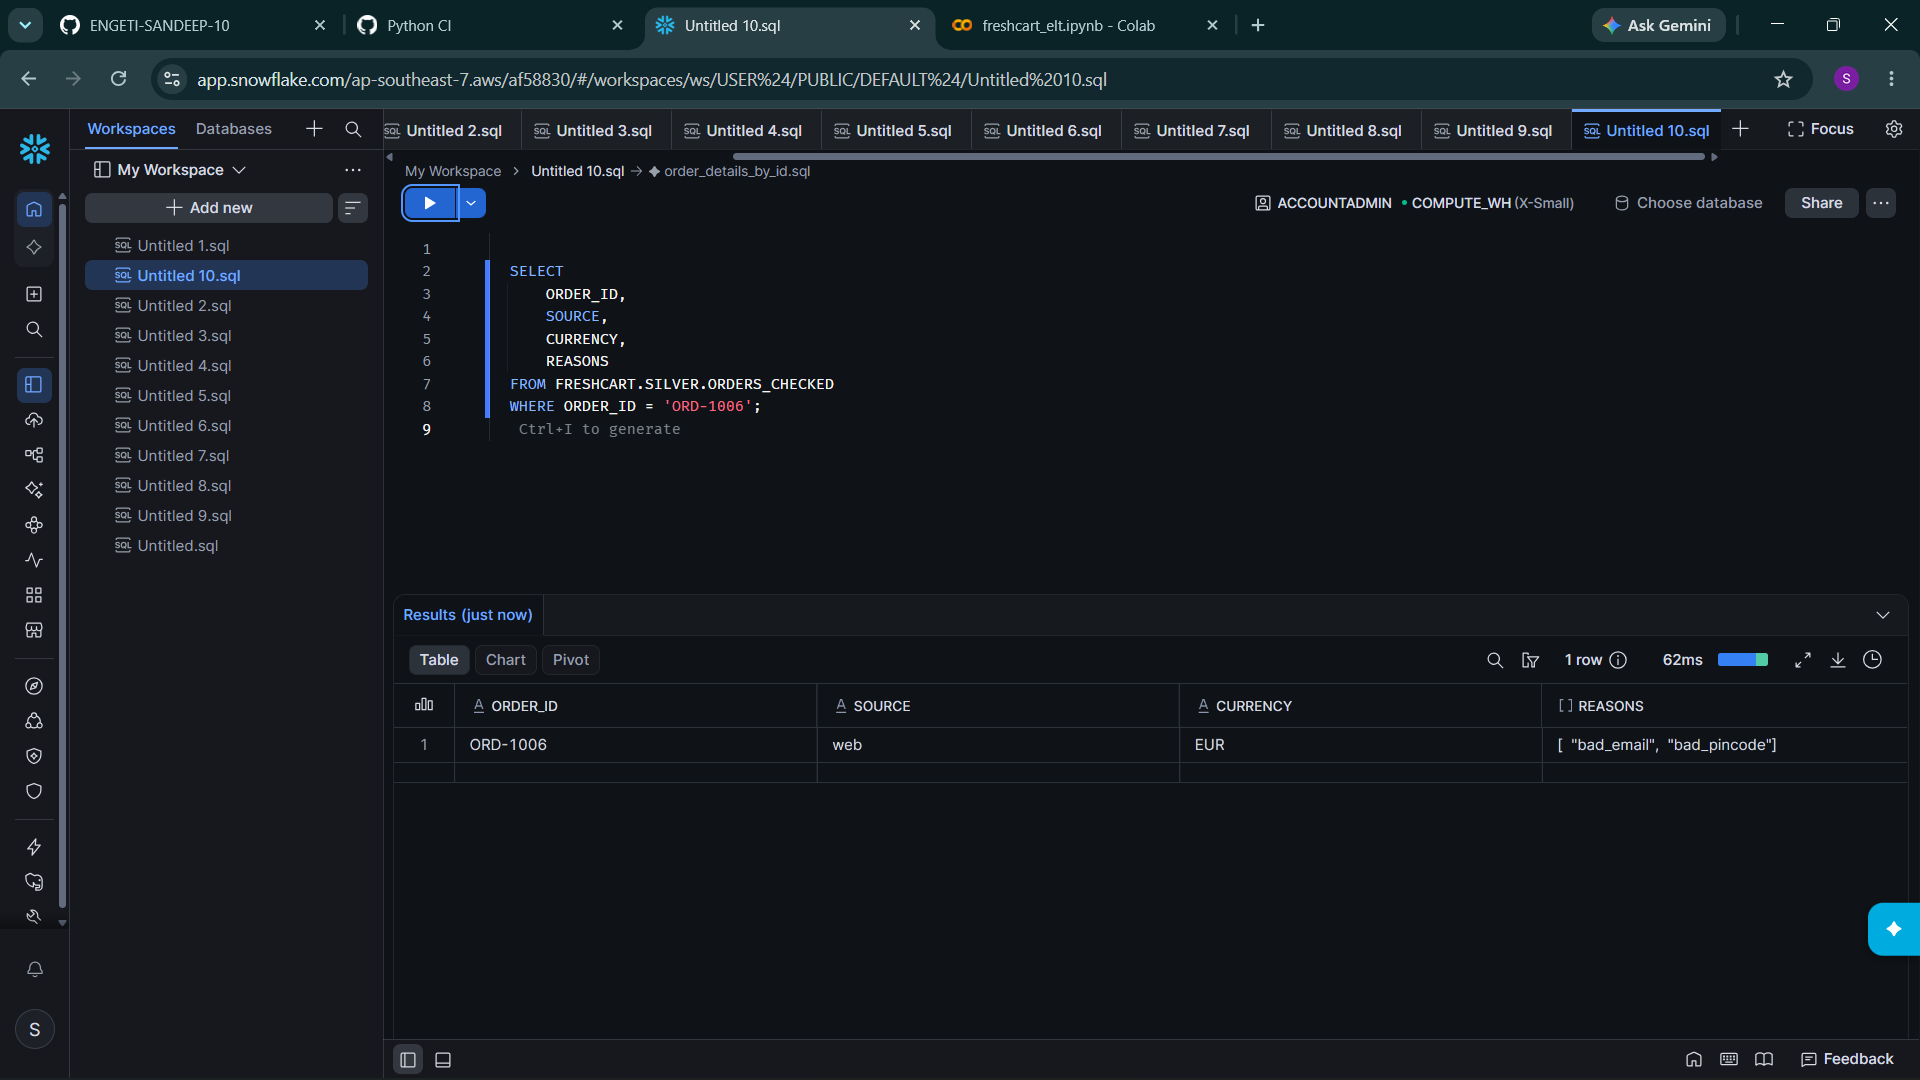 ENGETI-SANDEEP-10
Python CI
Untitled 10.sql
freshcart_elt.ipynb - Colab
Ask Gemini
app.snowflake.com/ap-southeast-7.aws/af58830/#/workspaces/ws/USER%24/PUBLIC/DEFAULT%24/Untitled%2010.sql
S
Workspaces
Databases
Untitled 2.sql
Untitled 3.sql
Untitled 4.sql
Untitled 5.sql
Untitled 6.sql
Untitled 7.sql
Untitled 8.sql
Untitled 9.sql
Untitled 10.sql
Focus
My Workspace
Add new
Untitled 1.sql
Untitled 10.sql
Untitled 2.sql
Untitled 3.sql
Untitled 4.sql
Untitled 5.sql
Untitled 6.sql
Untitled 7.sql
Untitled 8.sql
Untitled 9.sql
Untitled.sql
S
My Workspace > Untitled 10.sql → order_details_by_id.sql
ACCOUNTADMIN • COMPUTE_WH (X-Small)
Choose database
Share
1
2 SELECT
3 ORDER_ID,
4 SOURCE,
5 CURRENCY,
6 REASONS
7 FROM FRESHCART.SILVER.ORDERS_CHECKED
8 WHERE ORDER_ID = 'ORD-1006';
9 Ctrl+I to generate
Results (just now)
Table Chart Pivot
1 row
62ms
ORDER_ID SOURCE CURRENCY REASONS
1 ORD-1006 web EUR [ "bad_email", "bad_pincode"]
Feedback